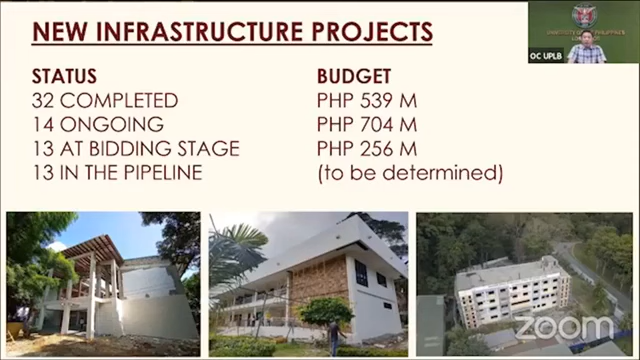 NEW INFRASTRUCTURE PROJECTS
STATUS BUDGET
32 COMPLETED PHP 539 M
14 ONGOING PHP 704 M
13 AT BIDDING STAGE PHP 256 M
13 IN THE PIPELINE (to be determined)
OC UPLB
zoom